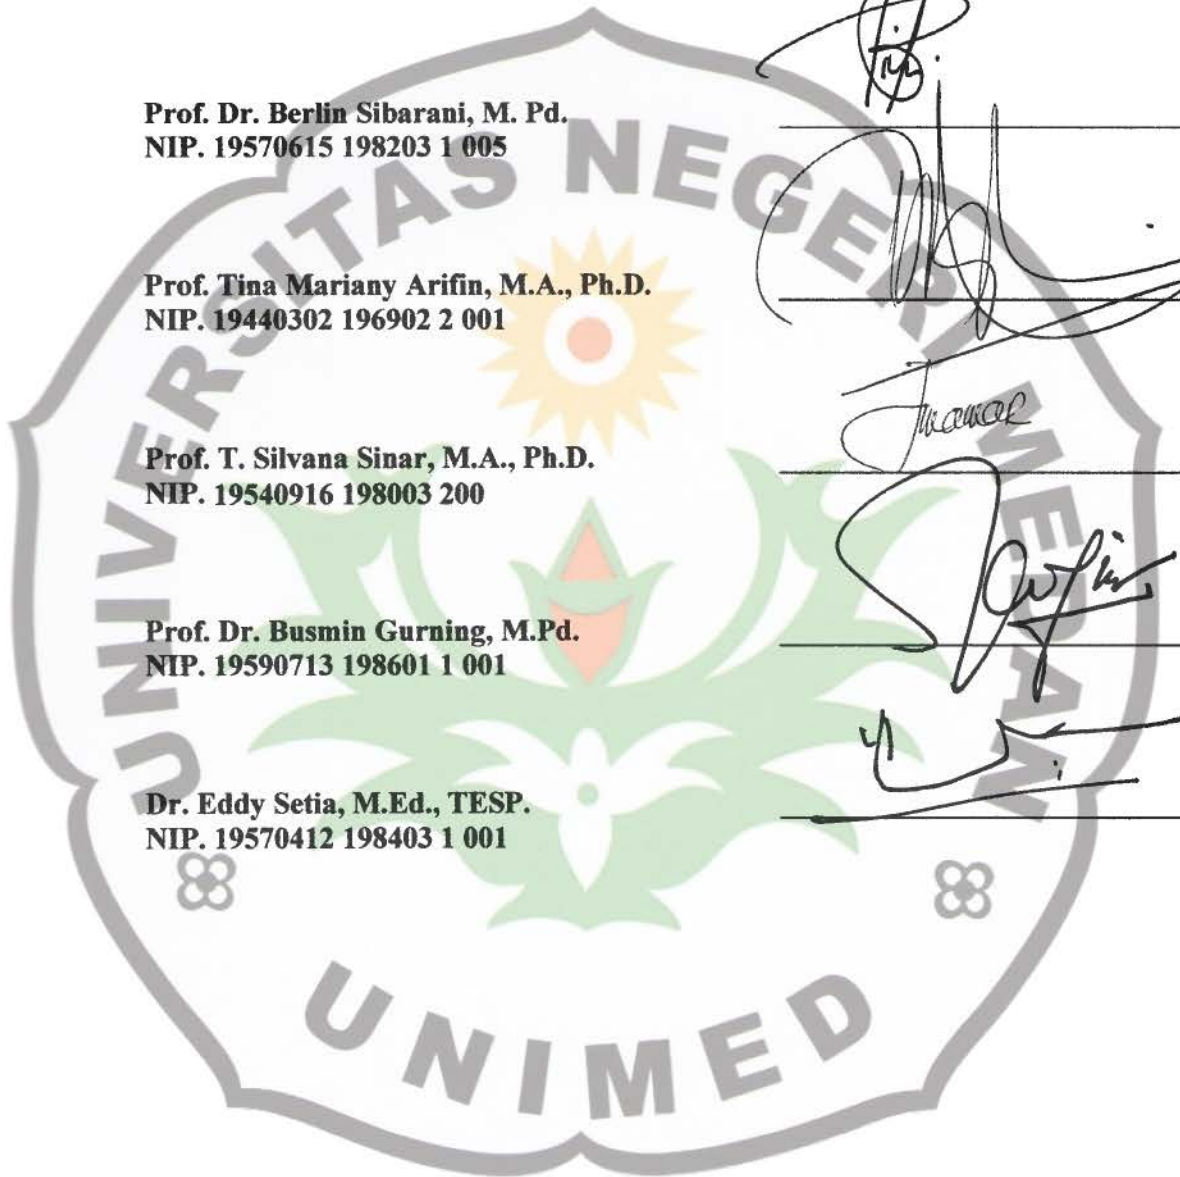 Prof. Dr. Berlin Sibarani, M. Pd.
NIP. 19570615 198203 1 005
Prof. Tina Mariany Arifin, M.A., Ph.D.
NIP. 19440302 196902 2 001
Prof. T. Silvana Sinar, M.A., Ph.D.
NIP. 19540916 198003 200
Prof. Dr. Busmin Gurning, M.Pd.
NIP. 19590713 198601 1 001
Dr. Eddy Setia, M.Ed., TESP.
NIP. 19570412 198403 1 001
UNIVERSITAS NEGERI MEDAN
UNIMED